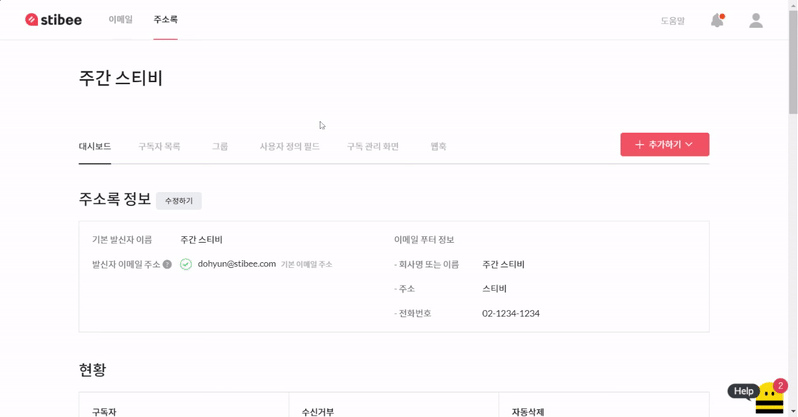 stibee 이메일 주소록 도움말
주간 스티비
대시보드 구독자 목록 그룹 사용자 정의 필드 구독 관리 화면 웹훅 + 추가하기
주소록 정보 수정하기
기본 발신자 이름 주간 스티비 이메일 푸터 정보
발신자 이메일 주소 ? dohyun@stibee.com 기본 이메일 주소 · 회사명 또는 이름 주간 스티비
· 주소 스티비
· 전화번호 02-1234-1234
현황
Help 2
구독자 수신거부 자동삭제